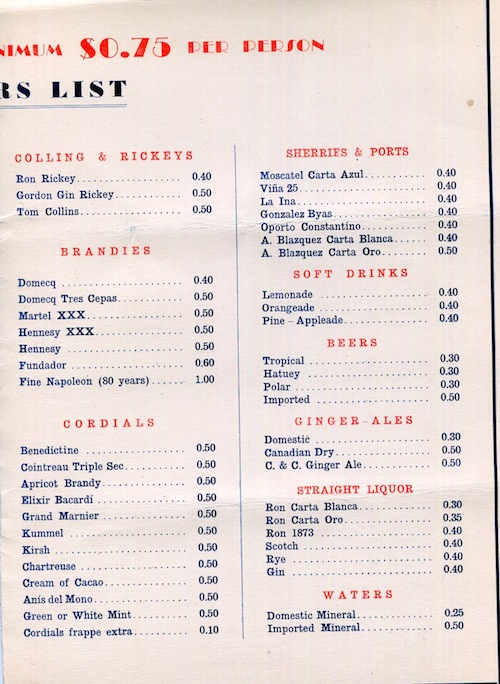 NIMUM $0.75 PER PERSON
RS LIST
COLLING & RICKEYS
Ron Rickey 0.40
Gordon Gin Rickey 0.50
Tom Collins 0.50
BRANDIES
Domecq 0.40
Domecq Tres Cepas 0.50
Martel XXX 0.50
Hennesy XXX 0.50
Hennesy 0.50
Fundador 0.60
Fine Napoleon (80 years) 1.00
CORDIALS
Benedictine 0.50
Cointreau Triple Sec 0.50
Apricot Brandy 0.50
Elixir Bacardí 0.50
Grand Marnier 0.50
Kummel 0.50
Kirsh 0.50
Chartreuse 0.50
Cream of Cacao 0.50
Anís del Mono 0.50
Green or White Mint 0.50
Cordials frappe extra 0.10
SHERRIES & PORTS
Moscatel Carta Azul 0.40
Viña 25 0.40
La Ina 0.40
Gonzalez Byas 0.40
Oporto Constantino 0.40
A. Blazquez Carta Blanca 0.40
A. Blazquez Carta Oro 0.50
SOFT DRINKS
Lemonade 0.40
Orangeade 0.40
Pine - Appleade 0.40
BEERS
Tropical 0.30
Hatuey 0.30
Polar 0.30
Imported 0.50
GINGER-ALES
Domestic 0.30
Canadian Dry 0.50
C. & C. Ginger Ale 0.50
STRAIGHT LIQUOR
Ron Carta Blanca 0.30
Ron Carta Oro 0.35
Ron 1873 0.40
Scotch 0.40
Rye 0.40
Gin 0.40
WATERS
Domestic Mineral 0.25
Imported Mineral 0.50